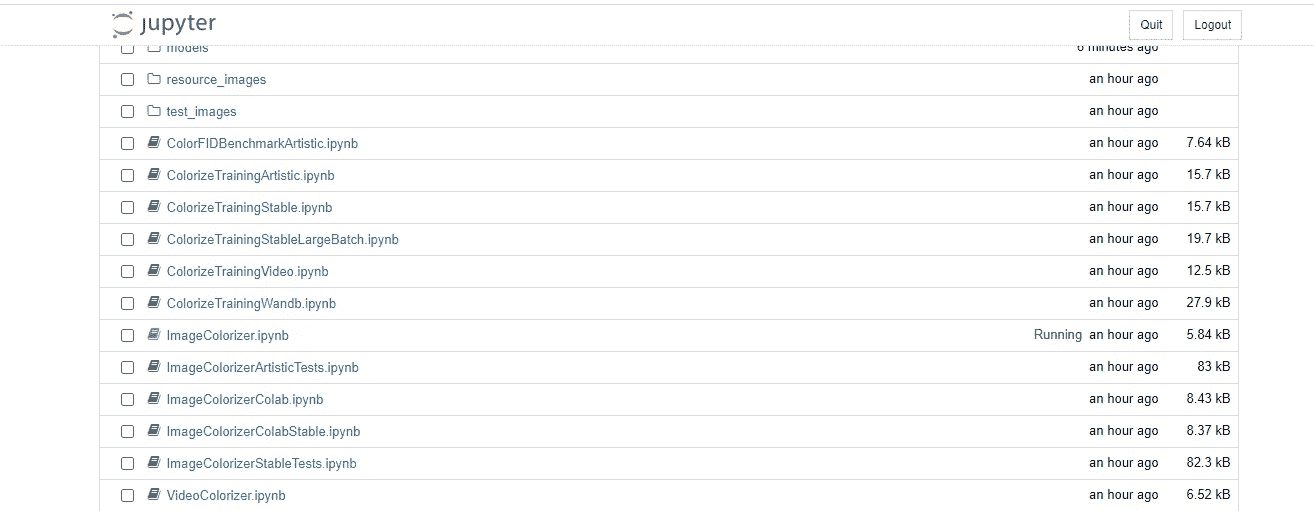 jupyter Quit Logout
models 6 minutes ago
resource_images an hour ago
test_images an hour ago
ColorFIDBenchmarkArtistic.ipynb an hour ago 7.64 kB
ColorizeTrainingArtistic.ipynb an hour ago 15.7 kB
ColorizeTrainingStable.ipynb an hour ago 15.7 kB
ColorizeTrainingStableLargeBatch.ipynb an hour ago 19.7 kB
ColorizeTrainingVideo.ipynb an hour ago 12.5 kB
ColorizeTrainingWandb.ipynb an hour ago 27.9 kB
ImageColorizer.ipynb Running an hour ago 5.84 kB
ImageColorizerArtisticTests.ipynb an hour ago 83 kB
ImageColorizerColab.ipynb an hour ago 8.43 kB
ImageColorizerColabStable.ipynb an hour ago 8.37 kB
ImageColorizerStableTests.ipynb an hour ago 82.3 kB
VideoColorizer.ipynb an hour ago 6.52 kB